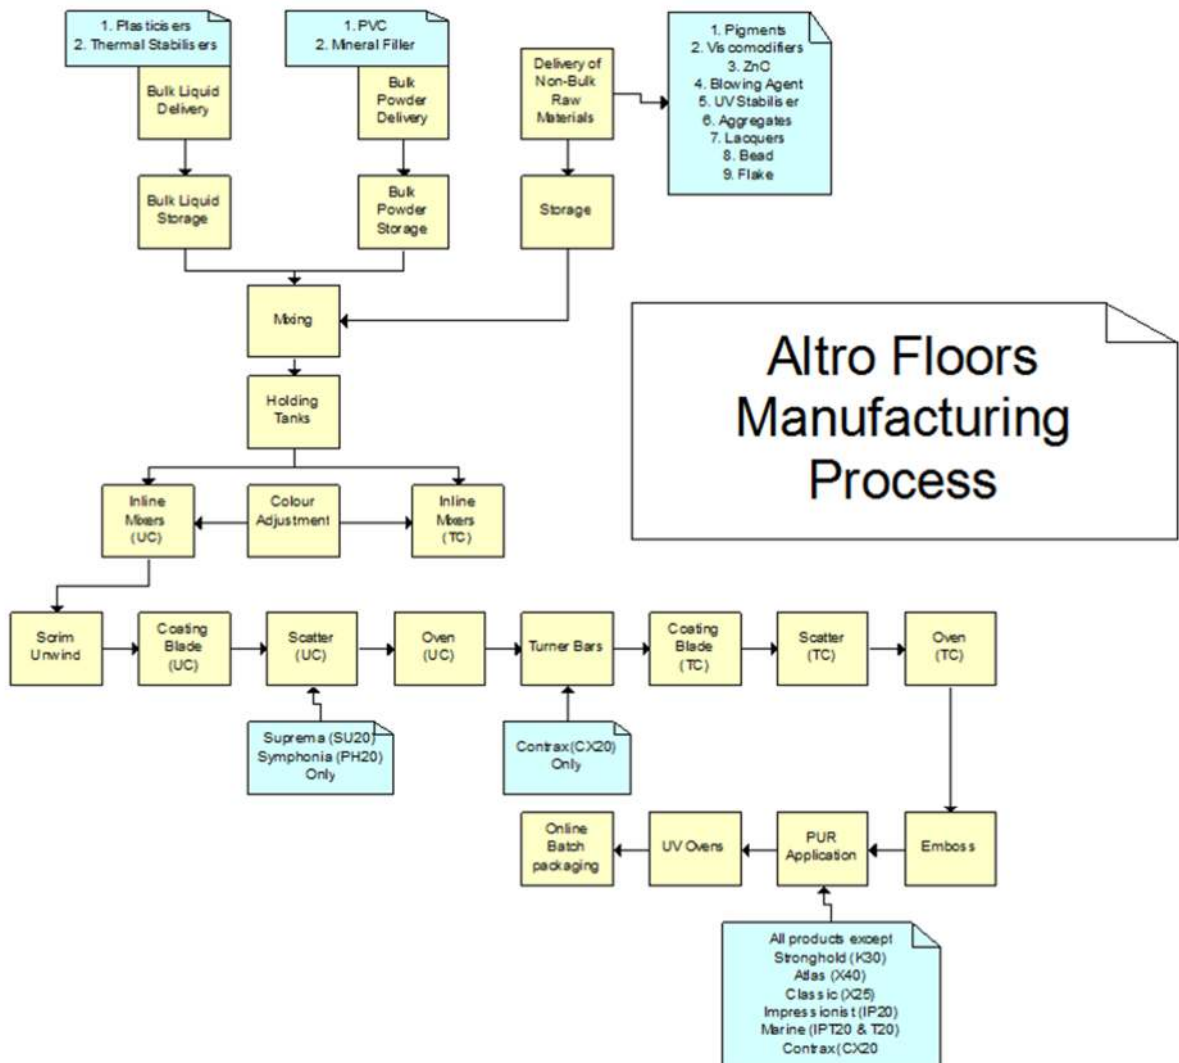 1. Plasticisers
2. Thermal Stabilisers
Bulk Liquid
Delivery
1. PVC
2. Mineral Filler
Bulk
Powder
Delivery
Delivery of
Non-Bulk
Raw
Materials
1. Pigments
2. Viscomodifiers
3. ZnO
4. Blowing Agent
5. UV Stabiliser
6. Aggregates
7. Lacquers
8. Bead
9. Flake
Bulk Liquid
Storage
Bulk
Powder
Storage
Storage
Mixing
Altro Floors
Manufacturing
Process
Holding
Tanks
Inline
Mixers
(UC)
Colour
Adjustment
Inline
Mixers
(TC)
Scrim
Unwind
Coating
Blade
(UC)
Scatter
(UC)
Oven
(UC)
Turner Bars
Coating
Blade
(TC)
Scatter
(TC)
Oven
(TC)
Suprema (SU20)
Symphonia (PH20)
Only
Contrax(CX20)
Only
Online
Batch
packaging
UV Ovens
PUR
Application
Emboss
All products except
Stronghold (K30)
Atlas (X40)
Classic (X25)
Impressionist (IP20)
Marine (IPT20 & T20)
Contrax(CX20